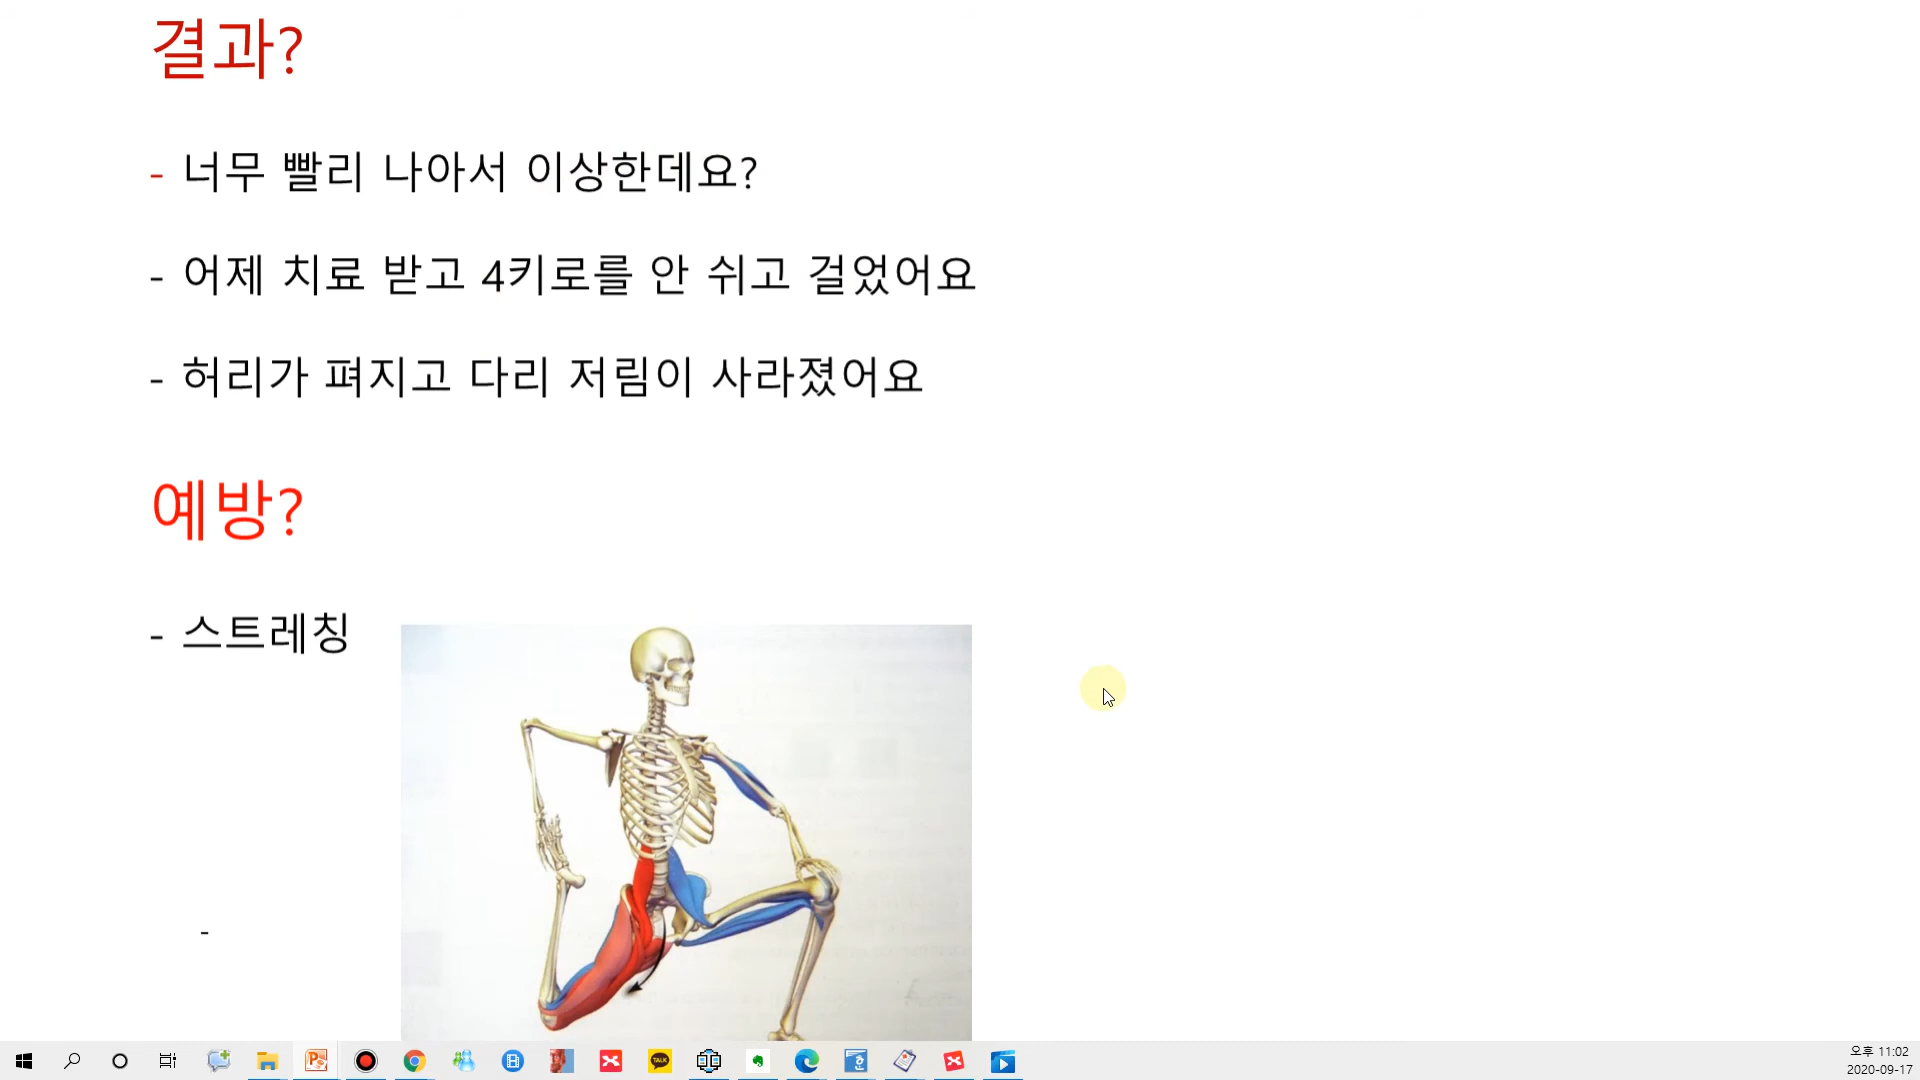 결과?
- 너무 빨리 나아서 이상한데요?
- 어제 치료 받고 4키로를 안 쉬고 걸었어요
- 허리가 펴지고 다리 저림이 사라졌어요
예방?
- 스트레칭
-
TALK
오후 11:02
2020-09-17